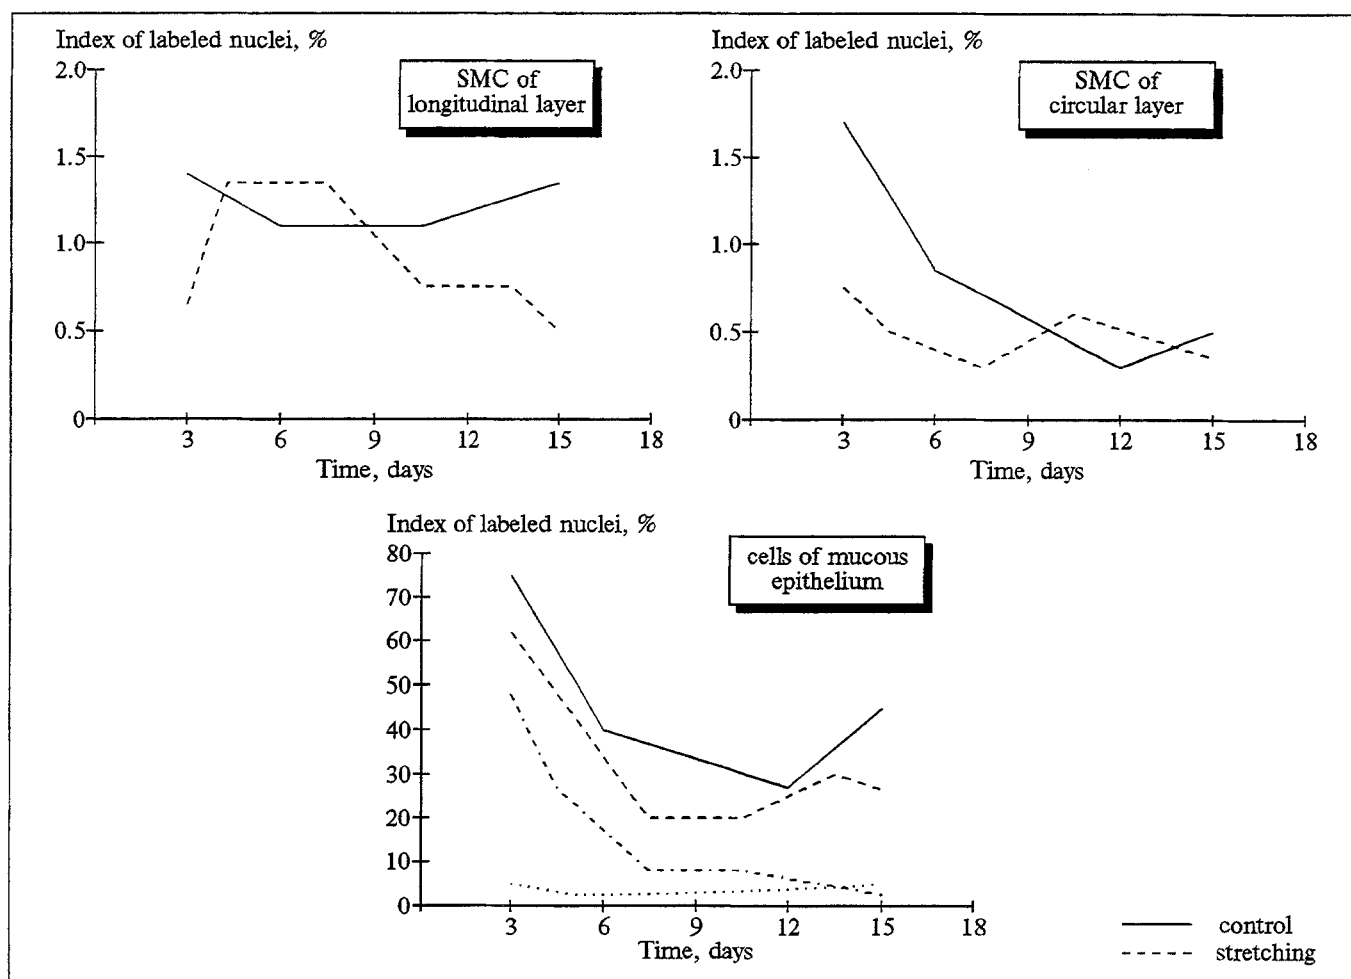 Index of labeled nuclei, %
SMC of
longitudinal layer
2.0
1.5
1.0
0.5
0
3 6 9 12 15 18
Time, days
Index of labeled nuclei, %
SMC of
circular layer
2.0
1.5
1.0
0.5
0
3 6 9 12 15 18
Time, days
Index of labeled nuclei, %
cells of mucous
epithelium
80
70
60
50
40
30
20
10
0
3 6 9 12 15 18
Time, days
control
stretching